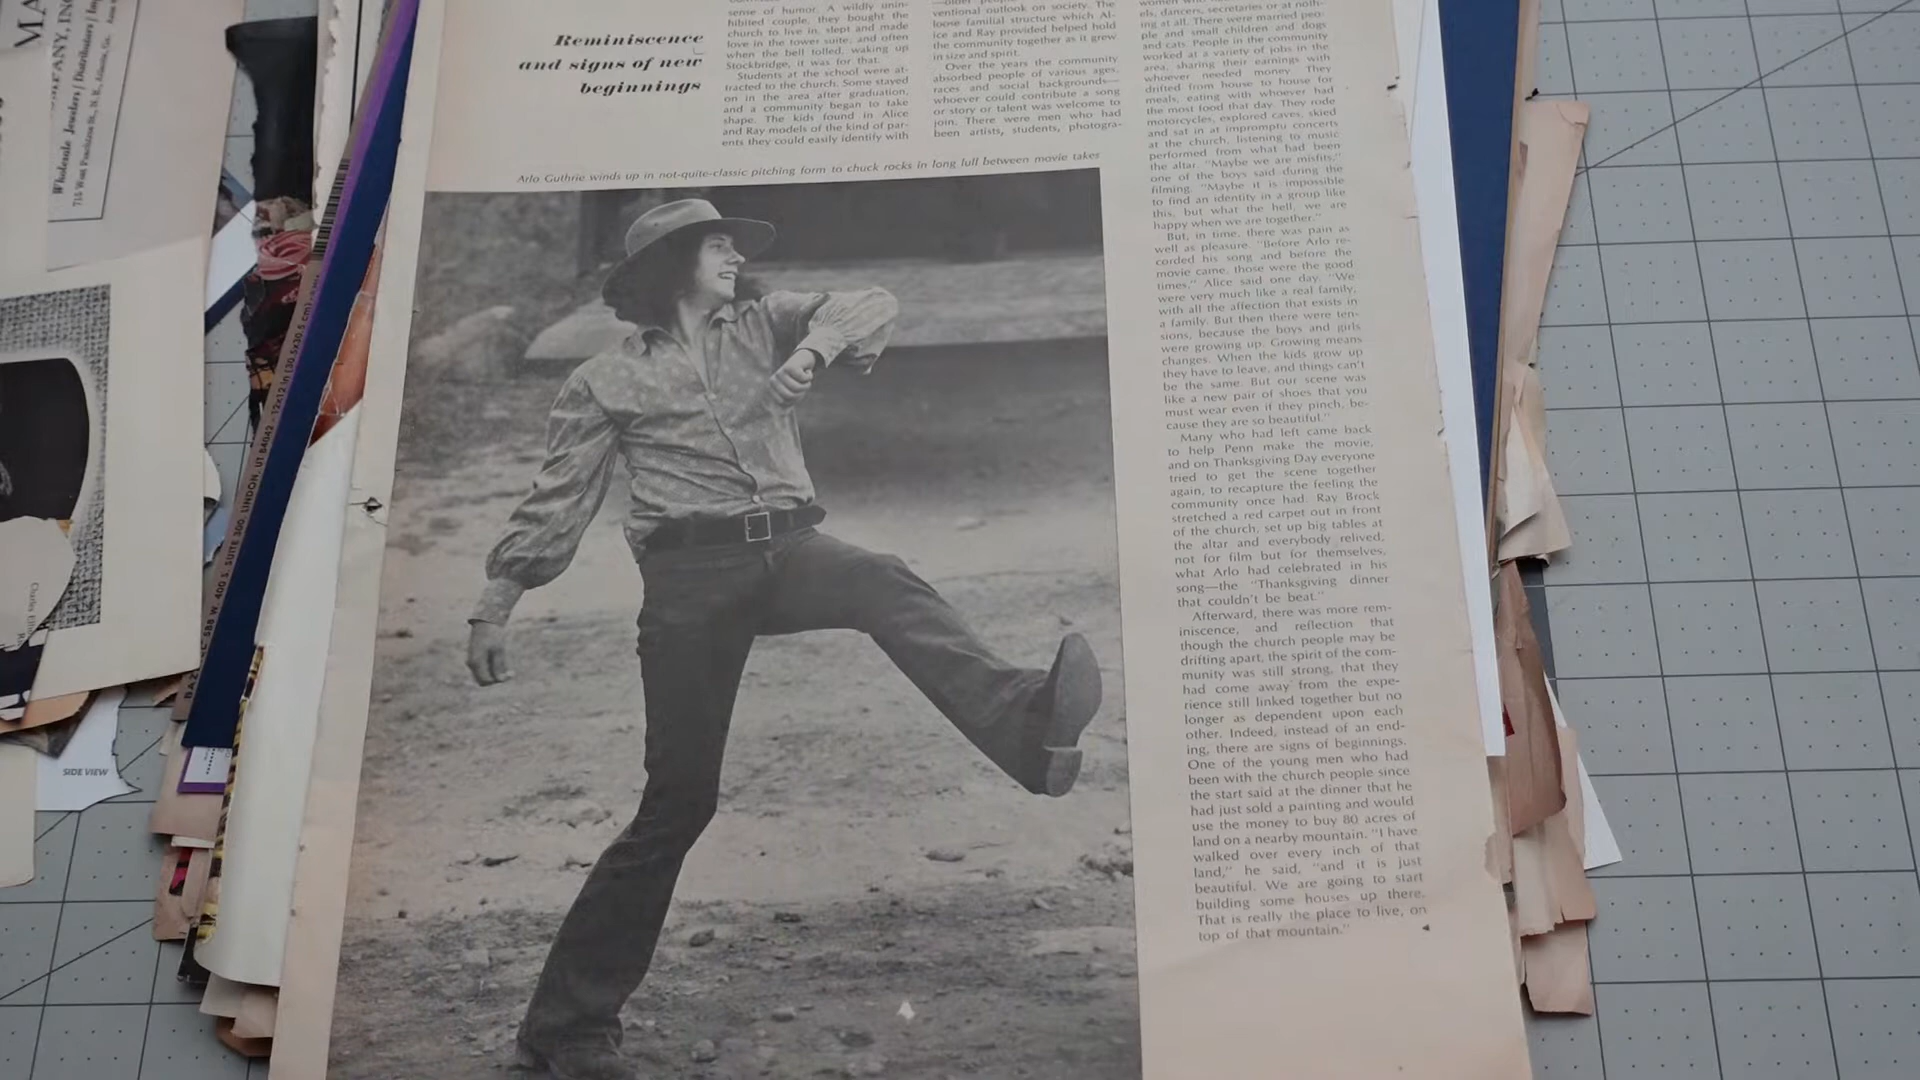 MA
FANY, INC
Wholesale Jewelers / Distributors / Im
SIDE VIEW
588 W. 400 S. SUITE 300, LINDON, UT 84042 - 12x12 in (30.5x30.5 cm)
Reminiscence
and signs of new
beginnings
sense of humor. A wildly unin-
hibited couple, they bought the
church to live in, slept and made
love in the tower suite, and often
when the bell tolled, waking up
Stockbridge, it was for that.
Students at the school were at-
tracted to the church. Some stayed
on in the area after graduation,
and a community began to take
shape. The kids found in Alice
and Ray models of the kind of par-
ents they could easily identify with
ventional outlook on society. The
loose familial structure which Al-
ice and Ray provided helped hold
the community together as it grew
in size and spirit.
Over the years the community
absorbed people of various ages,
races and social backgrounds—
whoever could contribute a song
or story or talent was welcome to
join. There were men who had
been artists, students, photogra-
els, dancers, secretaries or at noth-
ing at all. There were married peo-
ple and small children and dogs
and cats. People in the community
worked at a variety of jobs in the
area, sharing their earnings with
whoever needed money. They
drifted from house to house for
meals, eating with whoever had
the most food that day. They rode
motorcycles, explored caves, skied
and sat in at impromptu concerts
at the church, listening to music
performed from what had been
the altar. "Maybe we are misfits,"
one of the boys said during the
filming. "Maybe it is impossible
to find an identity in a group like
this, but what the hell, we are
happy when we are together."
But, in time, there was pain as
well as pleasure. "Before Arlo re-
corded his song and before the
movie came, those were the good
times," Alice said one day. "We
were very much like a real family,
with all the affection that exists in
a family. But then there were ten-
sions, because the boys and girls
were growing up. Growing means
changes. When the kids grow up
they have to leave, and things can't
be the same. But our scene was
like a new pair of shoes that you
must wear even if they pinch, be-
cause they are so beautiful."
Many who had left came back
to help Penn make the movie,
and on Thanksgiving Day everyone
tried to get the scene together
again, to recapture the feeling the
community once had. Ray Brock
stretched a red carpet out in front
of the church, set up big tables at
the altar and everybody relived,
not for film but for themselves,
what Arlo had celebrated in his
song—the "Thanksgiving dinner
that couldn't be beat."
Afterward, there was more rem-
iniscence, and reflection that
though the church people may be
drifting apart, the spirit of the com-
munity was still strong, that they
had come away from the expe-
rience still linked together but no
longer as dependent upon each
other. Indeed, instead of an end-
ing, there are signs of beginnings.
One of the young men who had
been with the church people since
the start said at the dinner that he
had just sold a painting and would
use the money to buy 80 acres of
land on a nearby mountain. "I have
walked over every inch of that
land," he said, "and it is just
beautiful. We are going to start
building some houses up there.
That is really the place to live, on
top of that mountain."
Arlo Guthrie winds up in not-quite-classic pitching form to chuck rocks in long lull between movie takes